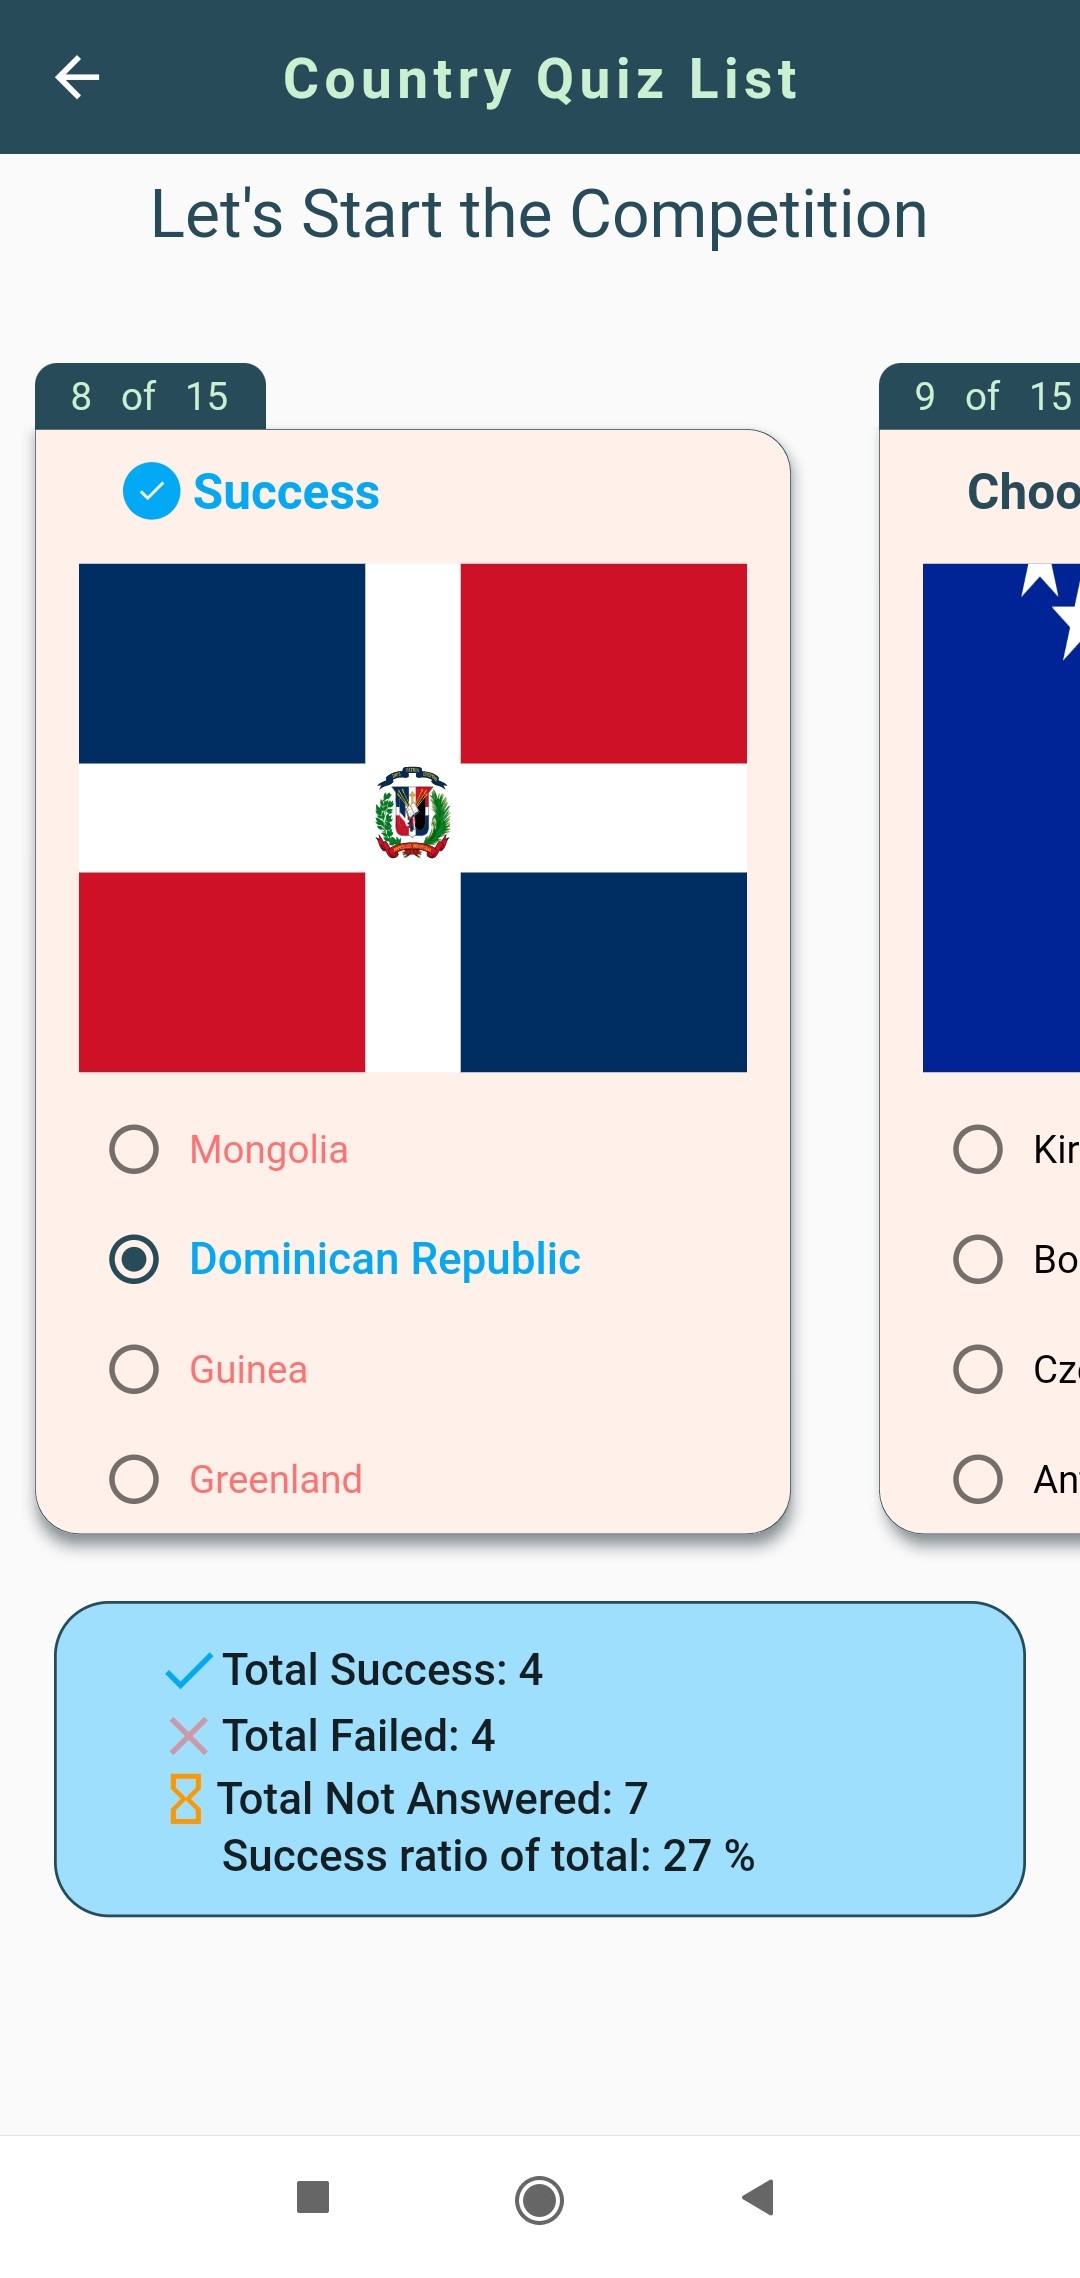 Country Quiz List
Let's Start the Competition
8 of 15
Success
Mongolia
Dominican Republic
Guinea
Greenland
9 of 15
Choo
Kir
Bo
Cz
An
Total Success: 4
Total Failed: 4
Total Not Answered: 7
Success ratio of total: 27 %